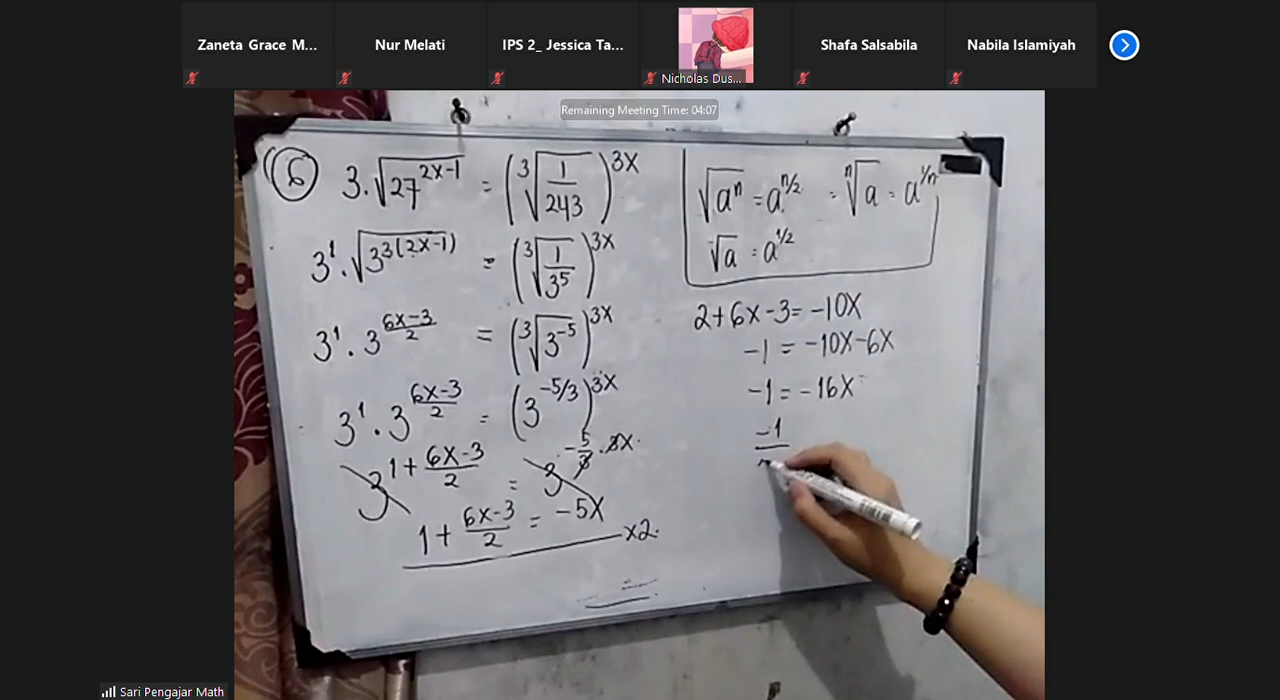 Zaneta Grace M...
Nur Melati
IPS 2_ Jessica Ta...
Nicholas Dus...
Shafa Salsabila
Nabila Islamiyah
Remaining Meeting Time: 04:07
6
3.√27^(2X-1) = (³√(1/243))^(3X)
3¹.√3^(3(2X-1)) = (³√(1/3⁵))^(3X)
3¹.3^((6X-3)/2) = (³√3⁻⁵)^(3X)
3¹.3^((6X-3)/2) = (3^(-5/3))^(3X)
3^(1+(6X-3)/2) = 3^(-5/3.3X)
1+(6X-3)/2 = -5X
x2.
√aⁿ = a^(n/2) = ⁿ√a = a^(1/n)
√a = a^(1/2)
2+6X-3=-10X
-1 = -10X-6X
-1 = -16X
-1
Sari Pengajar Math